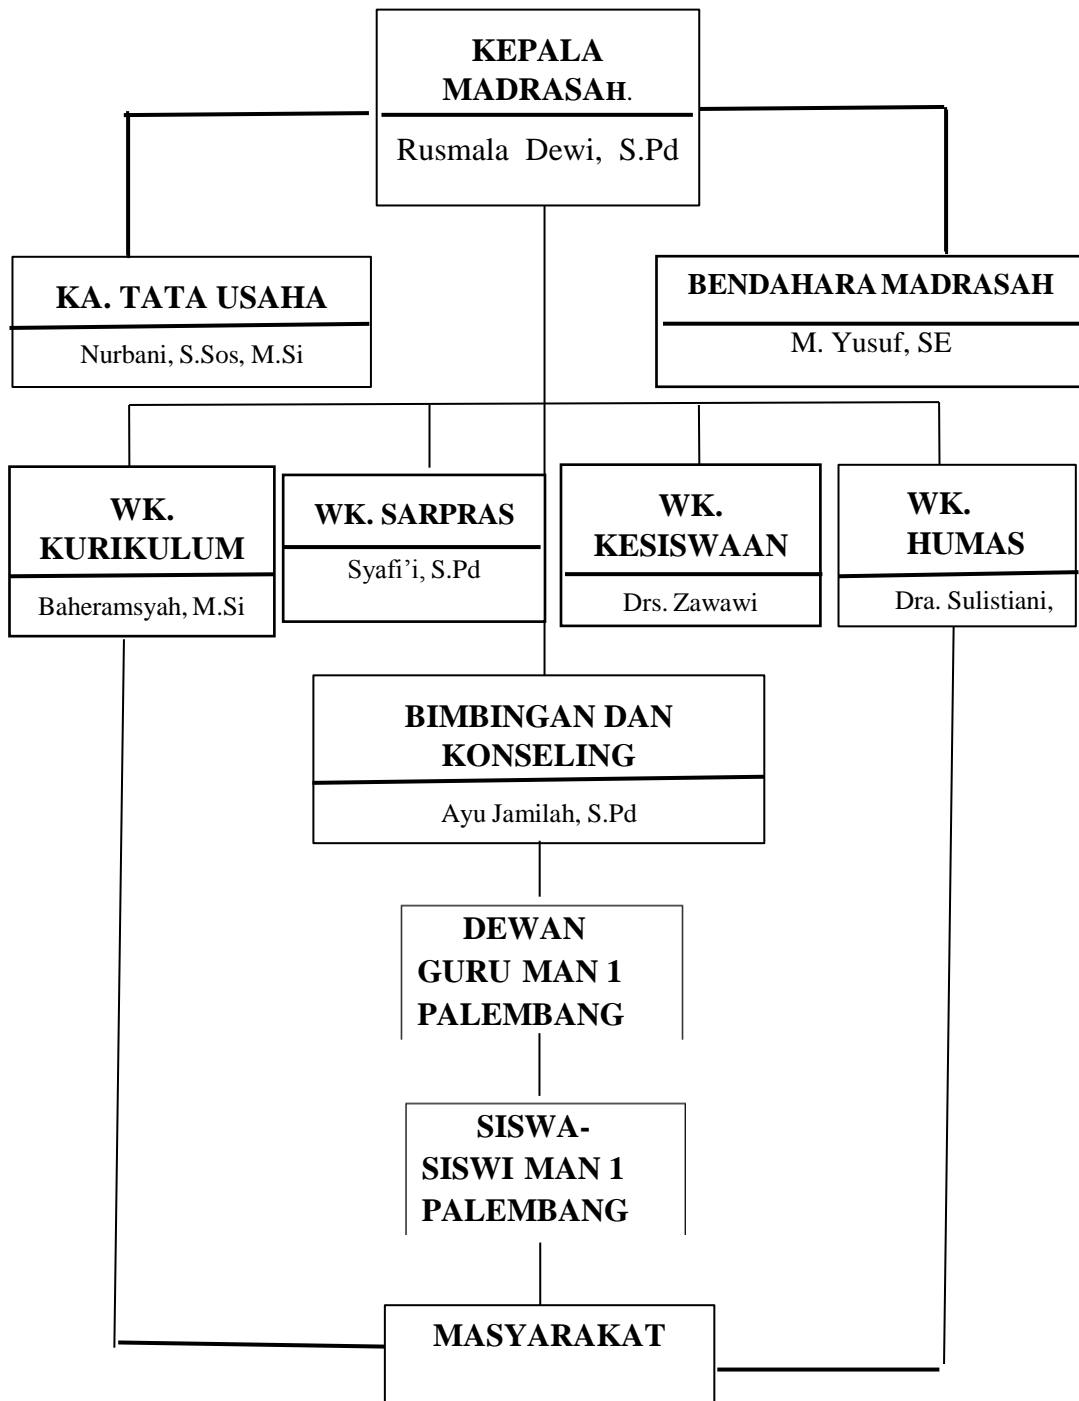 KEPALA
MADRASAH.
Rusmala Dewi, S.Pd
KA. TATA USAHA
Nurbani, S.Sos, M.Si
BENDAHARA MADRASAH
M. Yusuf, SE
WK.
KURIKULUM
Baheramsyah, M.Si
WK. SARPRAS
Syafi’i, S.Pd
WK.
KESISWAAN
Drs. Zawawi
WK.
HUMAS
Dra. Sulistiani,
BIMBINGAN DAN
KONSELING
Ayu Jamilah, S.Pd
DEWAN
GURU MAN 1
PALEMBANG
SISWA-
SISWI MAN 1
PALEMBANG
MASYARAKAT